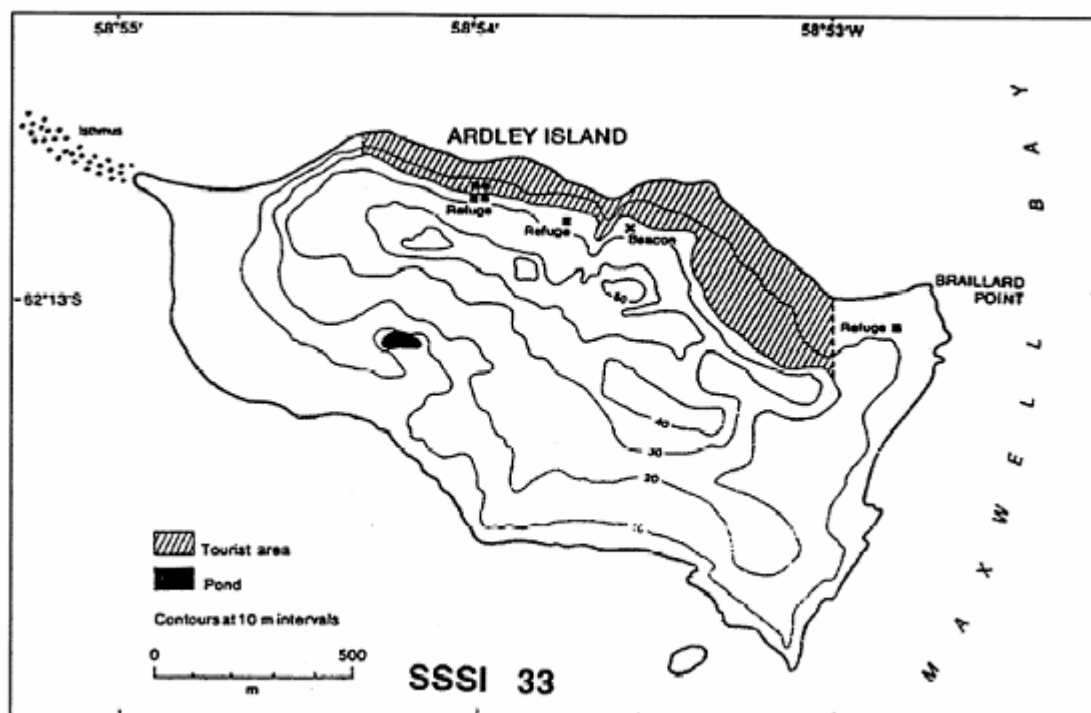 58°55'
58°54'
58°53'W
Isthmus
ARDLEY ISLAND
Refuge
Refuge
Beacon
62°13'S
BRAILLARD
POINT
Refuge
MAXWELL BAY
40
30
20
10
Tourist area
Pond
Contours at 10 m intervals
0 500
m
SSSI 33